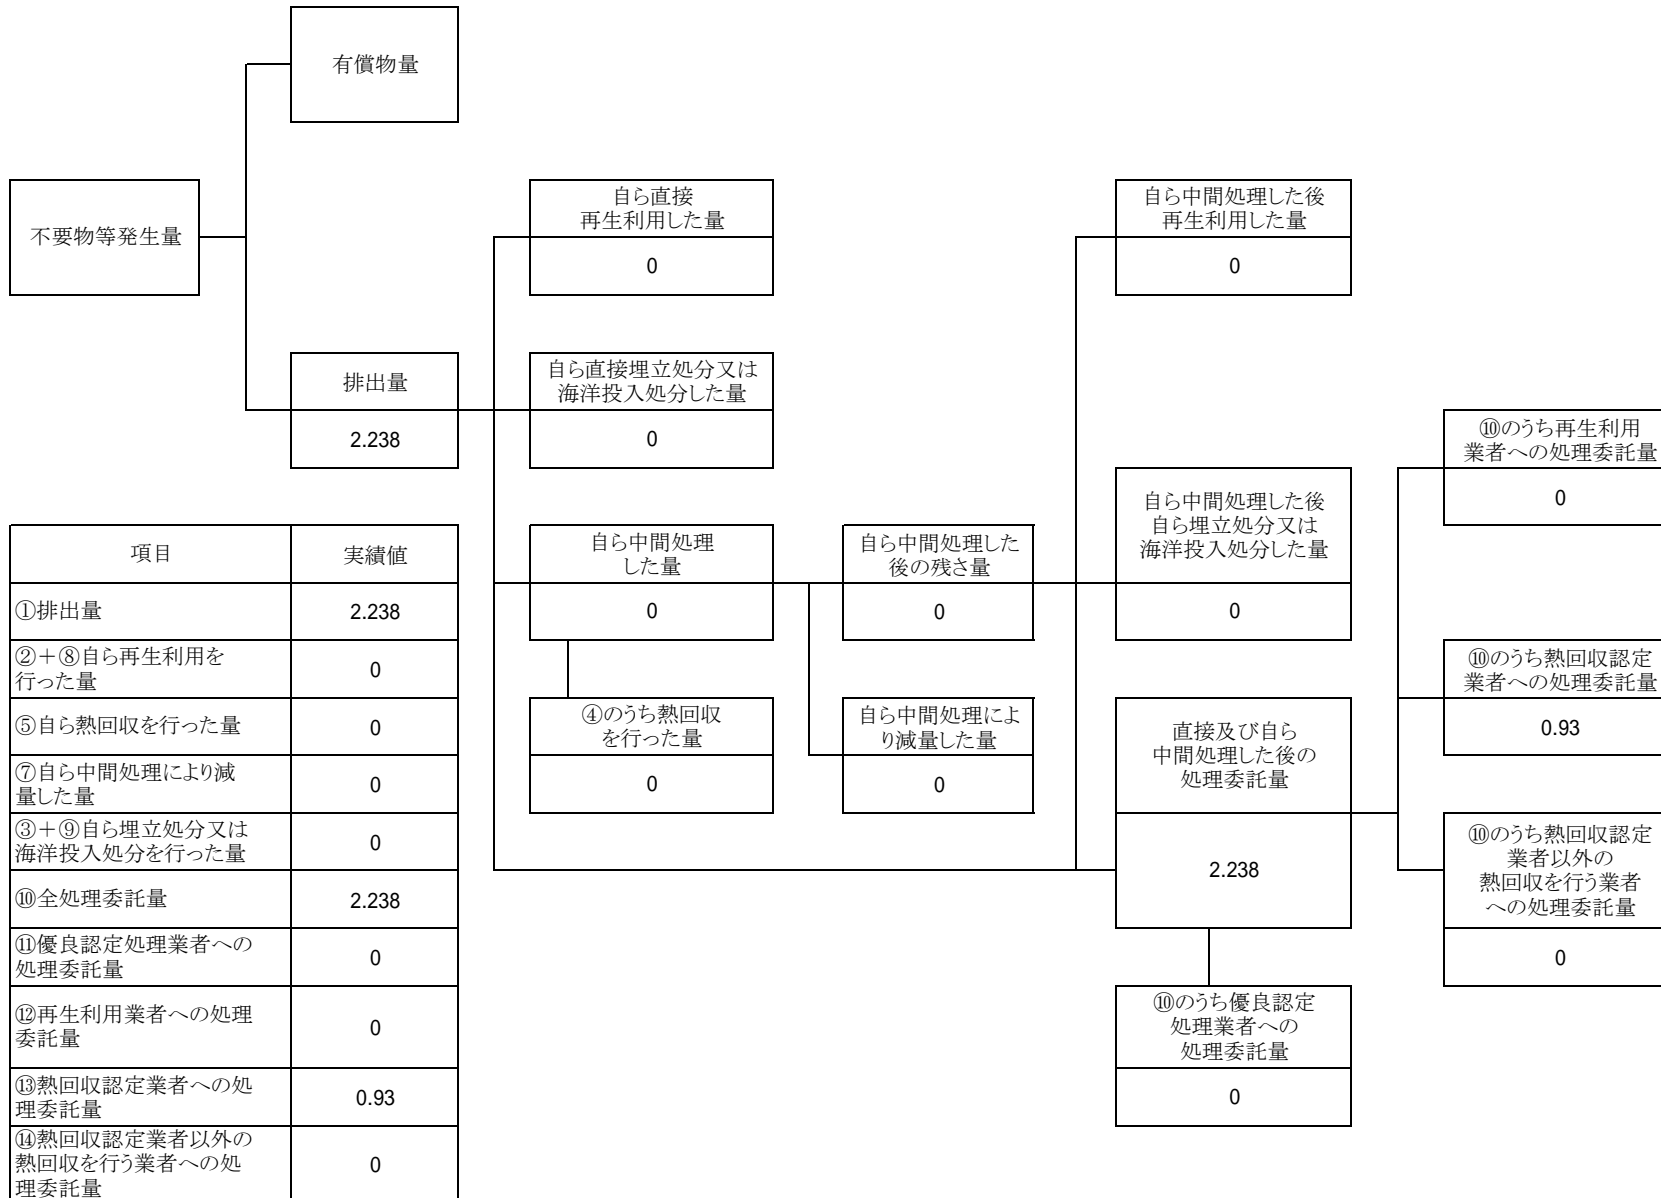 有償物量
不要物等発生量
自ら直接
再生利用した量
0
自ら中間処理した後
再生利用した量
0
排出量
2.238
自ら直接埋立処分又は
海洋投入処分した量
0
⑩のうち再生利用
業者への処理委託量
0
自ら中間処理
した量
0
自ら中間処理した
後の残さ量
0
自ら中間処理した後
自ら埋立処分又は
海洋投入処分した量
0
⑩のうち熱回収認定
業者への処理委託量
0.93
④のうち熱回収
を行った量
0
自ら中間処理によ
り減量した量
0
直接及び自ら
中間処理した後の
処理委託量
2.238
⑩のうち熱回収認定
業者以外の
熱回収を行う業者
への処理委託量
0
⑩のうち優良認定
処理業者への
処理委託量
0
項目 実績値
①排出量 2.238
②＋⑧自ら再生利用を
行った量 0
⑤自ら熱回収を行った量 0
⑦自ら中間処理により減
量した量 0
③＋⑨自ら埋立処分又は
海洋投入処分を行った量 0
⑩全処理委託量 2.238
⑪優良認定処理業者への
処理委託量 0
⑫再生利用業者への処理
委託量 0
⑬熱回収認定業者への処
理委託量 0.93
⑭熱回収認定業者以外の
熱回収を行う業者への処
理委託量 0